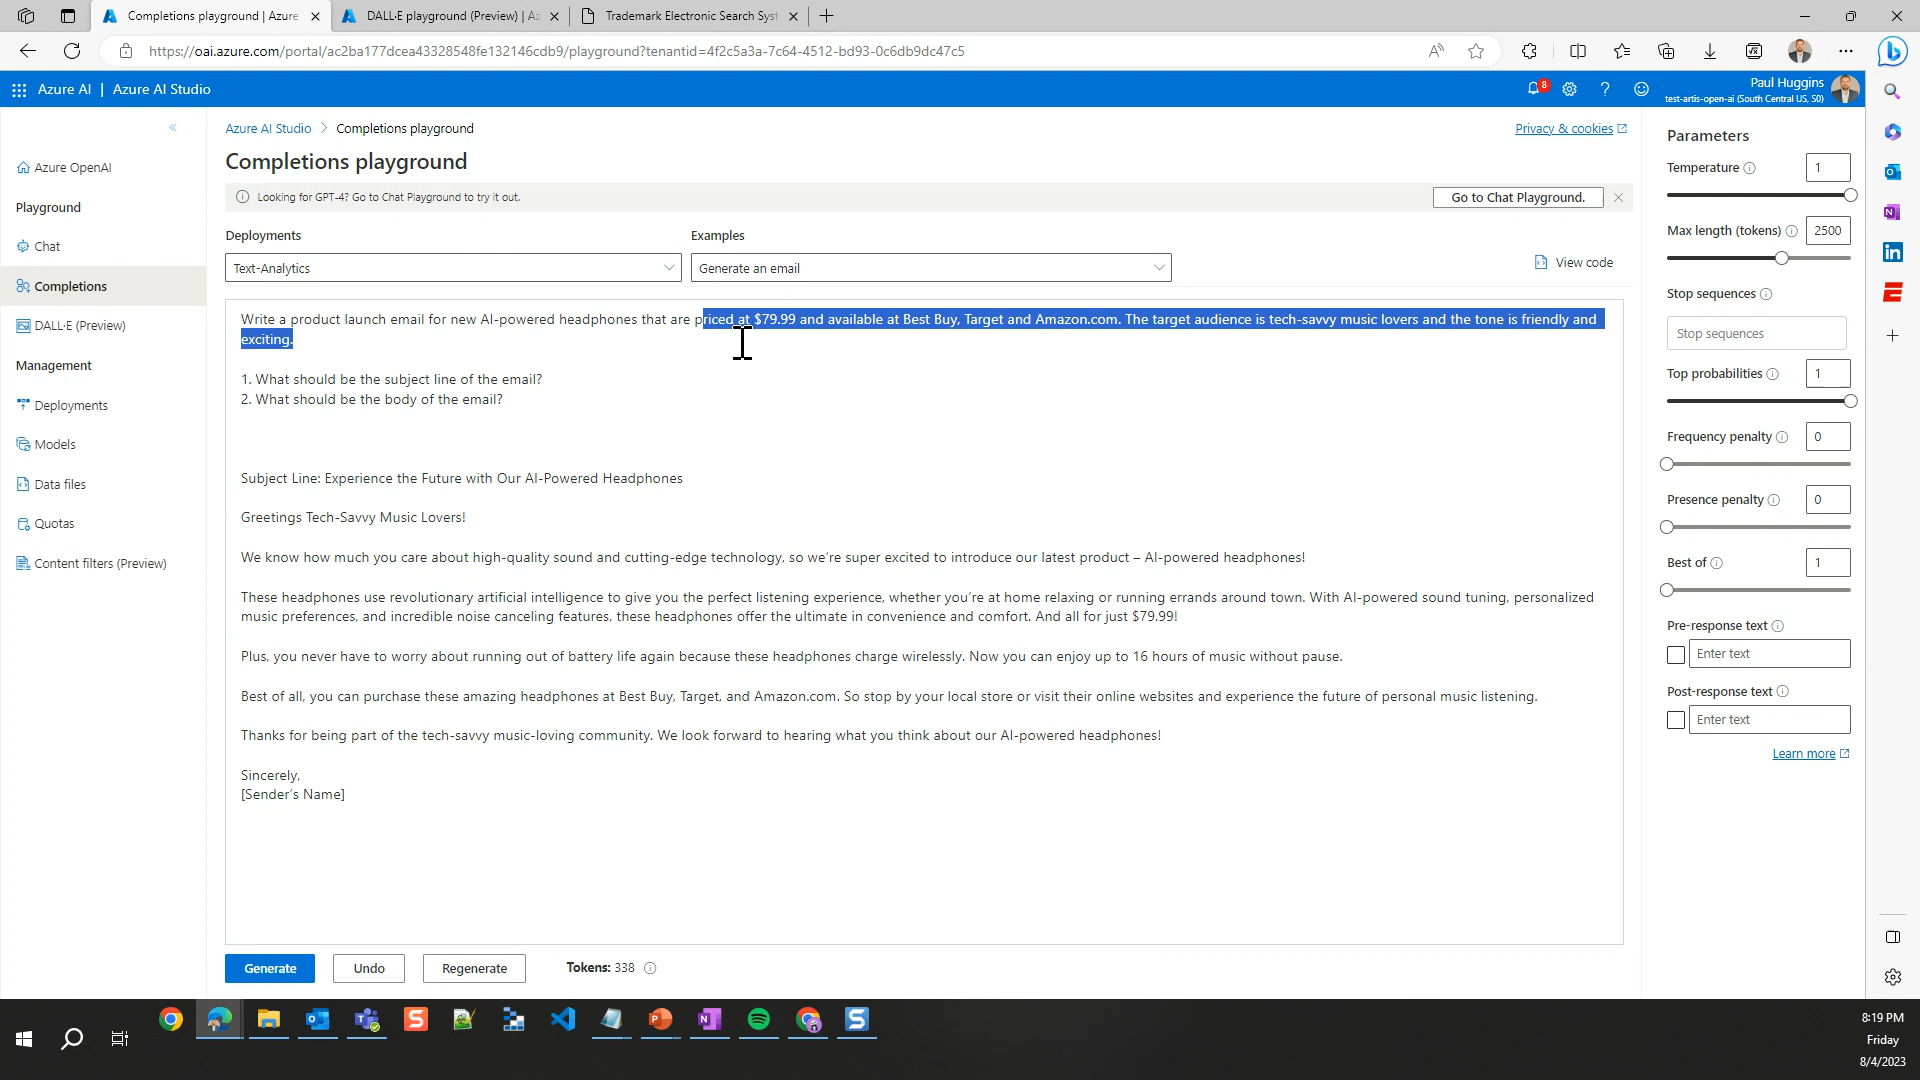 Completions playground | Azure
DALL·E playground (Preview) | Az
Trademark Electronic Search Syst
https://oai.azure.com/portal/ac2ba177dcea43328548fe132146cdb9/playground?tenantid=4f2c5a3a-7c64-4512-bd93-0c6db9dc47c5
Azure AI | Azure AI Studio
8
Paul Huggins
test-artis-open-ai (South Central US, S0)
Azure OpenAI
Playground
Chat
Completions
DALL·E (Preview)
Management
Deployments
Models
Data files
Quotas
Content filters (Preview)
Azure AI Studio > Completions playground
Privacy & cookies
Completions playground
Looking for GPT-4? Go to Chat Playground to try it out.
Go to Chat Playground.
Deployments
Text-Analytics
Examples
Generate an email
View code
Write a product launch email for new AI-powered headphones that are priced at $79.99 and available at Best Buy, Target and Amazon.com. The target audience is tech-savvy music lovers and the tone is friendly and
exciting.
1. What should be the subject line of the email?
2. What should be the body of the email?
Subject Line: Experience the Future with Our AI-Powered Headphones
Greetings Tech-Savvy Music Lovers!
We know how much you care about high-quality sound and cutting-edge technology, so we're super excited to introduce our latest product – AI-powered headphones!
These headphones use revolutionary artificial intelligence to give you the perfect listening experience, whether you're at home relaxing or running errands around town. With AI-powered sound tuning, personalized
music preferences, and incredible noise canceling features, these headphones offer the ultimate in convenience and comfort. And all for just $79.99!
Plus, you never have to worry about running out of battery life again because these headphones charge wirelessly. Now you can enjoy up to 16 hours of music without pause.
Best of all, you can purchase these amazing headphones at Best Buy, Target, and Amazon.com. So stop by your local store or visit their online websites and experience the future of personal music listening.
Thanks for being part of the tech-savvy music-loving community. We look forward to hearing what you think about our AI-powered headphones!
Sincerely,
[Sender's Name]
Generate
Undo
Regenerate
Tokens: 338
Parameters
Temperature
1
Max length (tokens)
2500
Stop sequences
Stop sequences
Top probabilities
1
Frequency penalty
0
Presence penalty
0
Best of
1
Pre-response text
Enter text
Post-response text
Enter text
Learn more
8:19 PM
Friday
8/4/2023